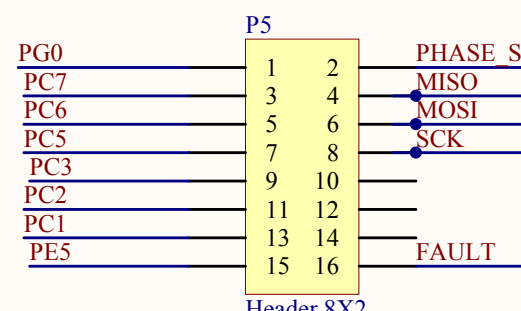 P5
PG0 1 2 PHASE_S
PC7 3 4 MISO
PC6 5 6 MOSI
PC5 7 8 SCK
PC3 9 10
PC2 11 12
PC1 13 14
PE5 15 16 FAULT
Header 8X2